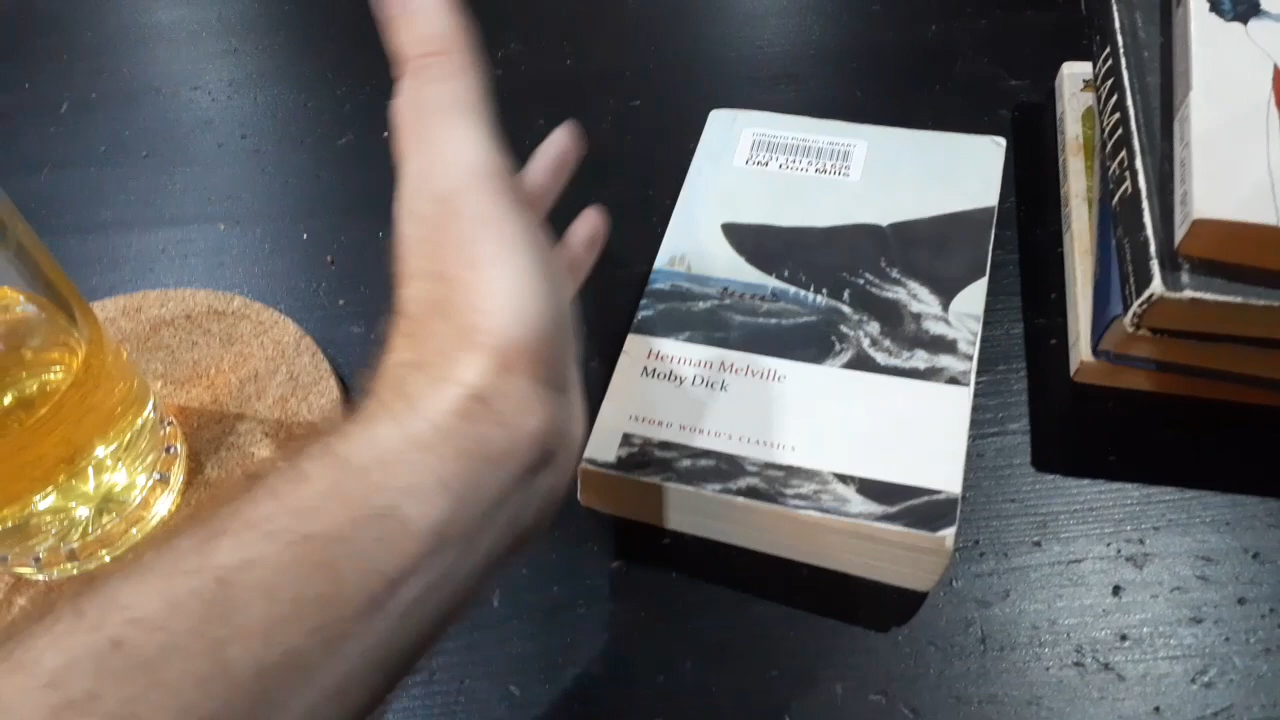 TORONTO PUBLIC LIBRARY
DM Don Mills
Herman Melville
Moby Dick
OXFORD WORLD'S CLASSICS
HAMLET